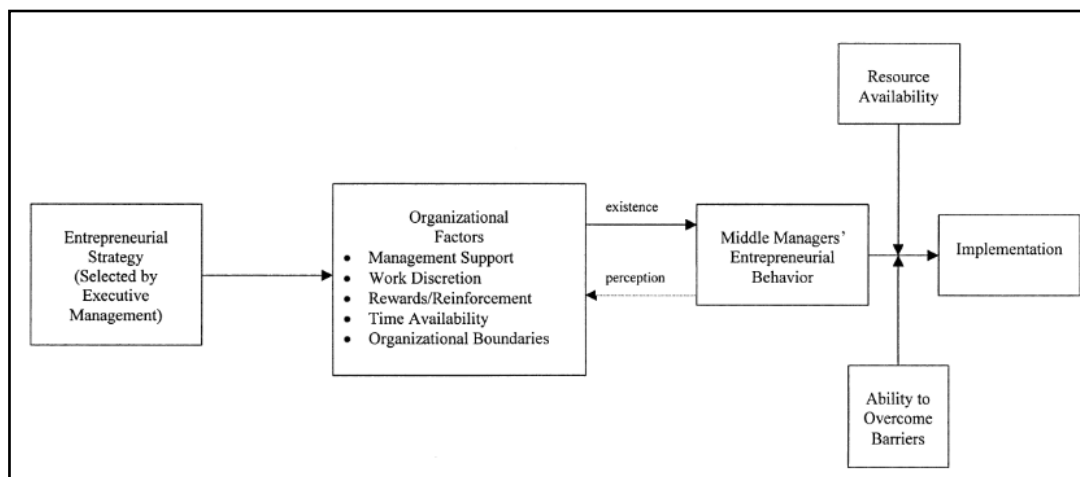 Resource
Availability
Entrepreneurial
Strategy
(Selected by
Executive
Management)
Organizational
Factors
• Management Support
• Work Discretion
• Rewards/Reinforcement
• Time Availability
• Organizational Boundaries
existence
perception
Middle Managers’
Entrepreneurial
Behavior
Implementation
Ability to
Overcome
Barriers